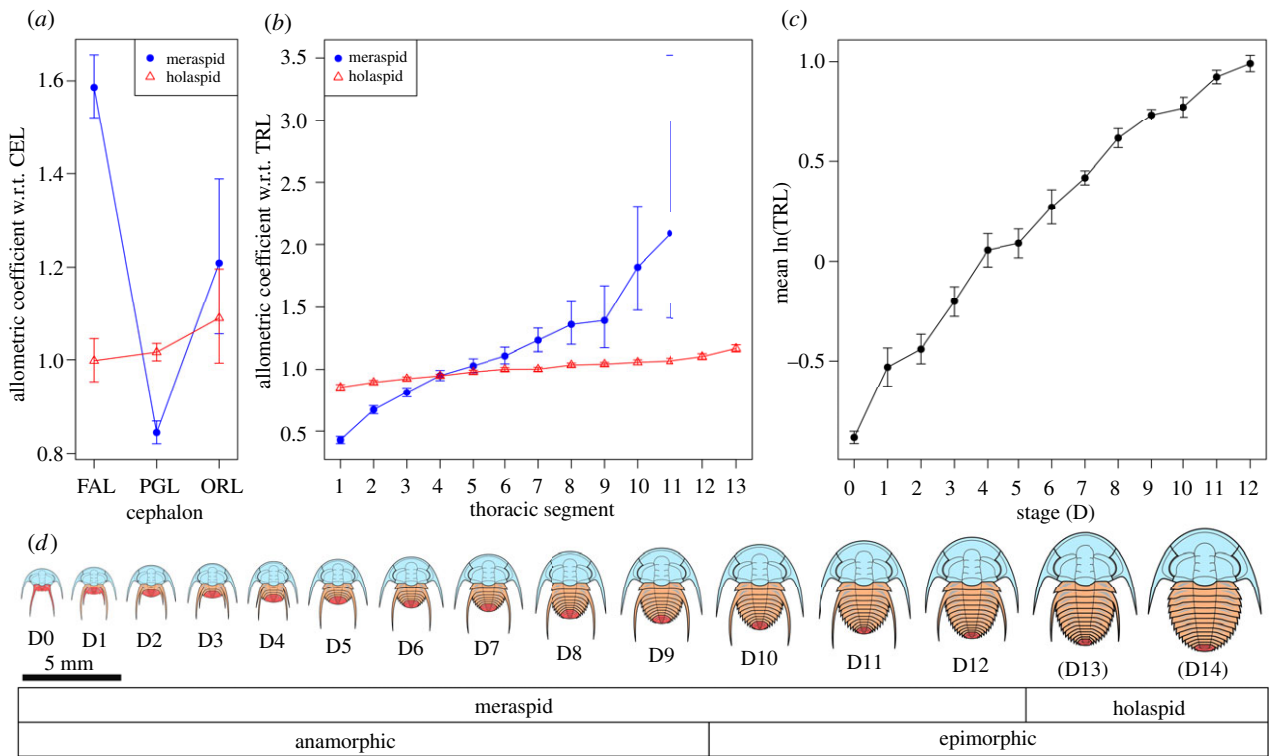 (a)
allometric coefficient w.r.t. CEL
1.6
1.4
1.2
1.0
0.8
meraspid
holaspid
FAL PGL ORL
cephalon
(b)
allometric coefficient w.r.t. TRL
3.5
3.0
2.5
2.0
1.5
1.0
0.5
meraspid
holaspid
1 2 3 4 5 6 7 8 9 10 11 12 13
thoracic segment
(c)
mean ln(TRL)
1.0
0.5
0
−0.5
0 1 2 3 4 5 6 7 8 9 10 11 12
stage (D)
(d)
D0 D1 D2 D3 D4 D5 D6 D7 D8 D9 D10 D11 D12 (D13) (D14)
5 mm
meraspid holaspid
anamorphic epimorphic